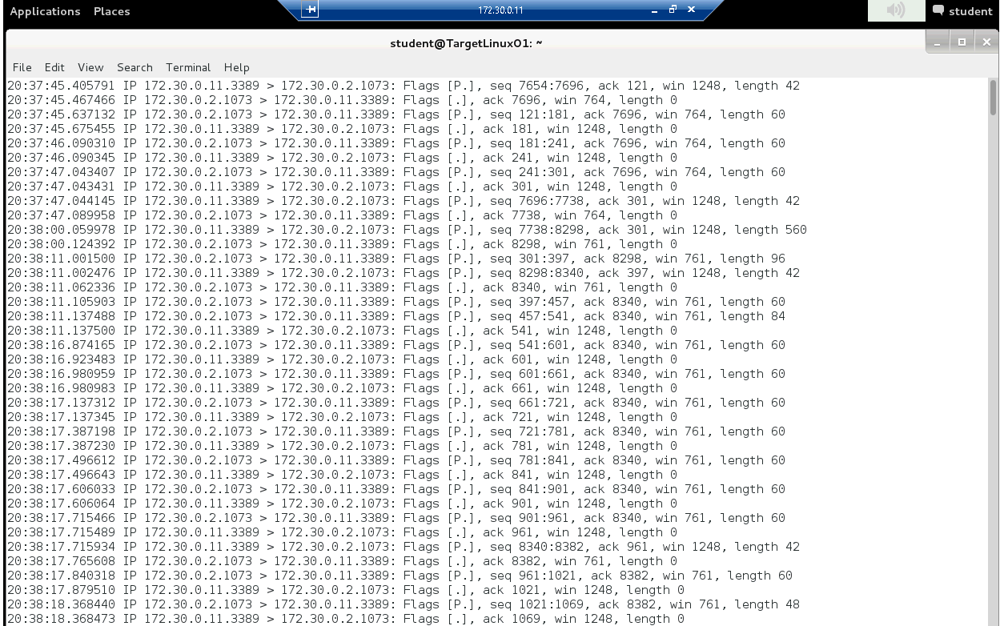 Applications Places 172.30.0.11 student
student@TargetLinux01: ~
File Edit View Search Terminal Help
20:37:45.405791 IP 172.30.0.11.3389 > 172.30.0.2.1073: Flags [P.], seq 7654:7696, ack 121, win 1248, length 42
20:37:45.467466 IP 172.30.0.2.1073 > 172.30.0.11.3389: Flags [.], ack 7696, win 764, length 0
20:37:45.637132 IP 172.30.0.2.1073 > 172.30.0.11.3389: Flags [P.], seq 121:181, ack 7696, win 764, length 60
20:37:45.675455 IP 172.30.0.11.3389 > 172.30.0.2.1073: Flags [.], ack 181, win 1248, length 0
20:37:46.090310 IP 172.30.0.2.1073 > 172.30.0.11.3389: Flags [P.], seq 181:241, ack 7696, win 764, length 60
20:37:46.090345 IP 172.30.0.11.3389 > 172.30.0.2.1073: Flags [.], ack 241, win 1248, length 0
20:37:47.043407 IP 172.30.0.2.1073 > 172.30.0.11.3389: Flags [P.], seq 241:301, ack 7696, win 764, length 60
20:37:47.043431 IP 172.30.0.11.3389 > 172.30.0.2.1073: Flags [.], ack 301, win 1248, length 0
20:37:47.044145 IP 172.30.0.11.3389 > 172.30.0.2.1073: Flags [P.], seq 7696:7738, ack 301, win 1248, length 42
20:37:47.089958 IP 172.30.0.2.1073 > 172.30.0.11.3389: Flags [.], ack 7738, win 764, length 0
20:38:00.059978 IP 172.30.0.11.3389 > 172.30.0.2.1073: Flags [P.], seq 7738:8298, ack 301, win 1248, length 560
20:38:00.124392 IP 172.30.0.2.1073 > 172.30.0.11.3389: Flags [.], ack 8298, win 761, length 0
20:38:11.001500 IP 172.30.0.2.1073 > 172.30.0.11.3389: Flags [P.], seq 301:397, ack 8298, win 761, length 96
20:38:11.002476 IP 172.30.0.11.3389 > 172.30.0.2.1073: Flags [P.], seq 8298:8340, ack 397, win 1248, length 42
20:38:11.062336 IP 172.30.0.2.1073 > 172.30.0.11.3389: Flags [.], ack 8340, win 761, length 0
20:38:11.105903 IP 172.30.0.2.1073 > 172.30.0.11.3389: Flags [P.], seq 397:457, ack 8340, win 761, length 60
20:38:11.137488 IP 172.30.0.2.1073 > 172.30.0.11.3389: Flags [P.], seq 457:541, ack 8340, win 761, length 84
20:38:11.137500 IP 172.30.0.11.3389 > 172.30.0.2.1073: Flags [.], ack 541, win 1248, length 0
20:38:16.874165 IP 172.30.0.2.1073 > 172.30.0.11.3389: Flags [P.], seq 541:601, ack 8340, win 761, length 60
20:38:16.923483 IP 172.30.0.11.3389 > 172.30.0.2.1073: Flags [.], ack 601, win 1248, length 0
20:38:16.980959 IP 172.30.0.2.1073 > 172.30.0.11.3389: Flags [P.], seq 601:661, ack 8340, win 761, length 60
20:38:16.980983 IP 172.30.0.11.3389 > 172.30.0.2.1073: Flags [.], ack 661, win 1248, length 0
20:38:17.137312 IP 172.30.0.2.1073 > 172.30.0.11.3389: Flags [P.], seq 661:721, ack 8340, win 761, length 60
20:38:17.137345 IP 172.30.0.11.3389 > 172.30.0.2.1073: Flags [.], ack 721, win 1248, length 0
20:38:17.387198 IP 172.30.0.2.1073 > 172.30.0.11.3389: Flags [P.], seq 721:781, ack 8340, win 761, length 60
20:38:17.387230 IP 172.30.0.11.3389 > 172.30.0.2.1073: Flags [.], ack 781, win 1248, length 0
20:38:17.496612 IP 172.30.0.2.1073 > 172.30.0.11.3389: Flags [P.], seq 781:841, ack 8340, win 761, length 60
20:38:17.496643 IP 172.30.0.11.3389 > 172.30.0.2.1073: Flags [.], ack 841, win 1248, length 0
20:38:17.606033 IP 172.30.0.2.1073 > 172.30.0.11.3389: Flags [P.], seq 841:901, ack 8340, win 761, length 60
20:38:17.606064 IP 172.30.0.11.3389 > 172.30.0.2.1073: Flags [.], ack 901, win 1248, length 0
20:38:17.715466 IP 172.30.0.2.1073 > 172.30.0.11.3389: Flags [P.], seq 901:961, ack 8340, win 761, length 60
20:38:17.715489 IP 172.30.0.11.3389 > 172.30.0.2.1073: Flags [.], ack 961, win 1248, length 0
20:38:17.715934 IP 172.30.0.11.3389 > 172.30.0.2.1073: Flags [P.], seq 8340:8382, ack 961, win 1248, length 42
20:38:17.765608 IP 172.30.0.2.1073 > 172.30.0.11.3389: Flags [.], ack 8382, win 761, length 0
20:38:17.840318 IP 172.30.0.2.1073 > 172.30.0.11.3389: Flags [P.], seq 961:1021, ack 8382, win 761, length 60
20:38:17.879510 IP 172.30.0.11.3389 > 172.30.0.2.1073: Flags [.], ack 1021, win 1248, length 0
20:38:18.368440 IP 172.30.0.2.1073 > 172.30.0.11.3389: Flags [P.], seq 1021:1069, ack 8382, win 761, length 48
20:38:18.368473 IP 172.30.0.11.3389 > 172.30.0.2.1073: Flags [.], ack 1069, win 1248, length 0